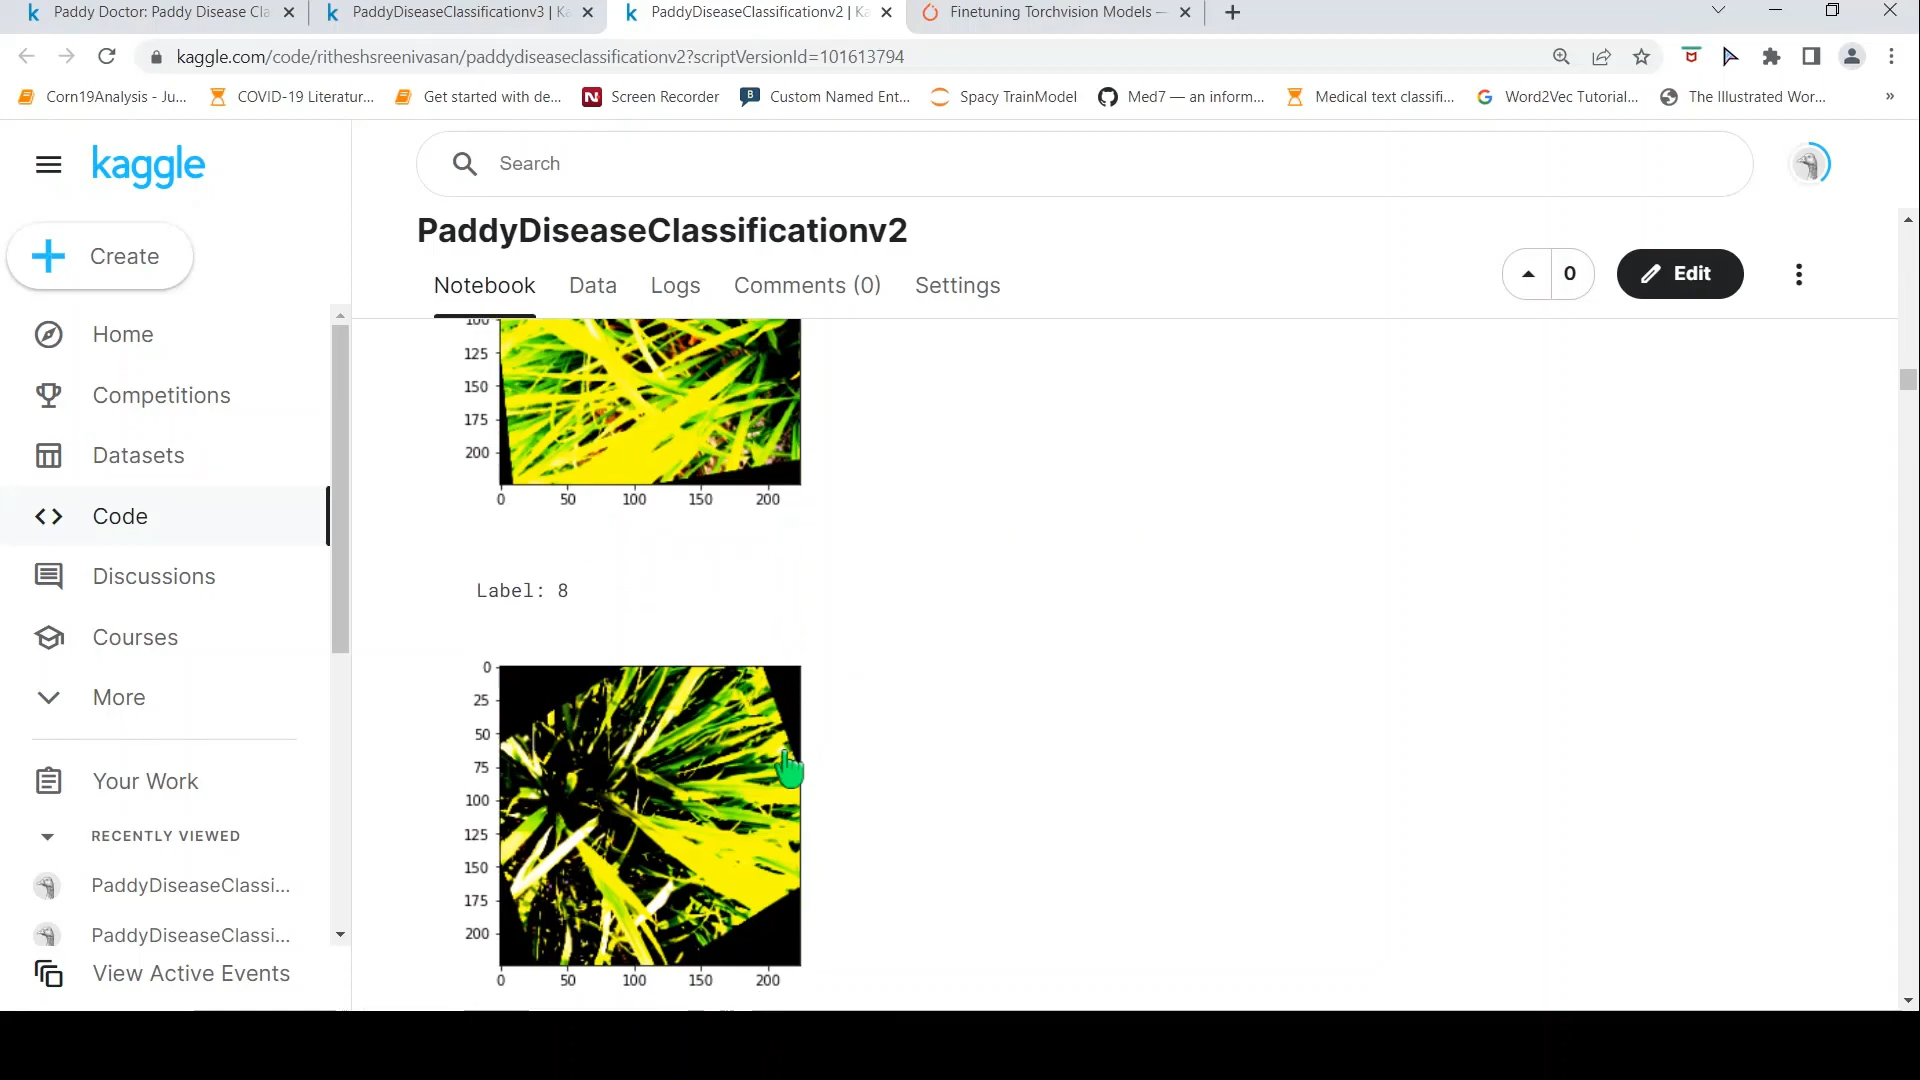 Paddy Doctor: Paddy Disease Cla
PaddyDiseaseClassificationv3 | Ka
PaddyDiseaseClassificationv2 | Ka
Finetuning Torchvision Models —
kaggle.com/code/ritheshsreenivasan/paddydiseaseclassificationv2?scriptVersionId=101613794
Corn19Analysis - Ju...
COVID-19 Literatur...
Get started with de...
Screen Recorder
Custom Named Ent...
Spacy TrainModel
Med7 — an inform...
Medical text classifi...
Word2Vec Tutorial...
The Illustrated Wor...
»
kaggle
Search
Create
PaddyDiseaseClassificationv2
Notebook
Data
Logs
Comments (0)
Settings
0
Edit
Home
Competitions
Datasets
Code
Discussions
Courses
More
Your Work
RECENTLY VIEWED
PaddyDiseaseClassi...
PaddyDiseaseClassi...
View Active Events
100
125
150
175
200
0 50 100 150 200
Label: 8
0
25
50
75
100
125
150
175
200
0 50 100 150 200